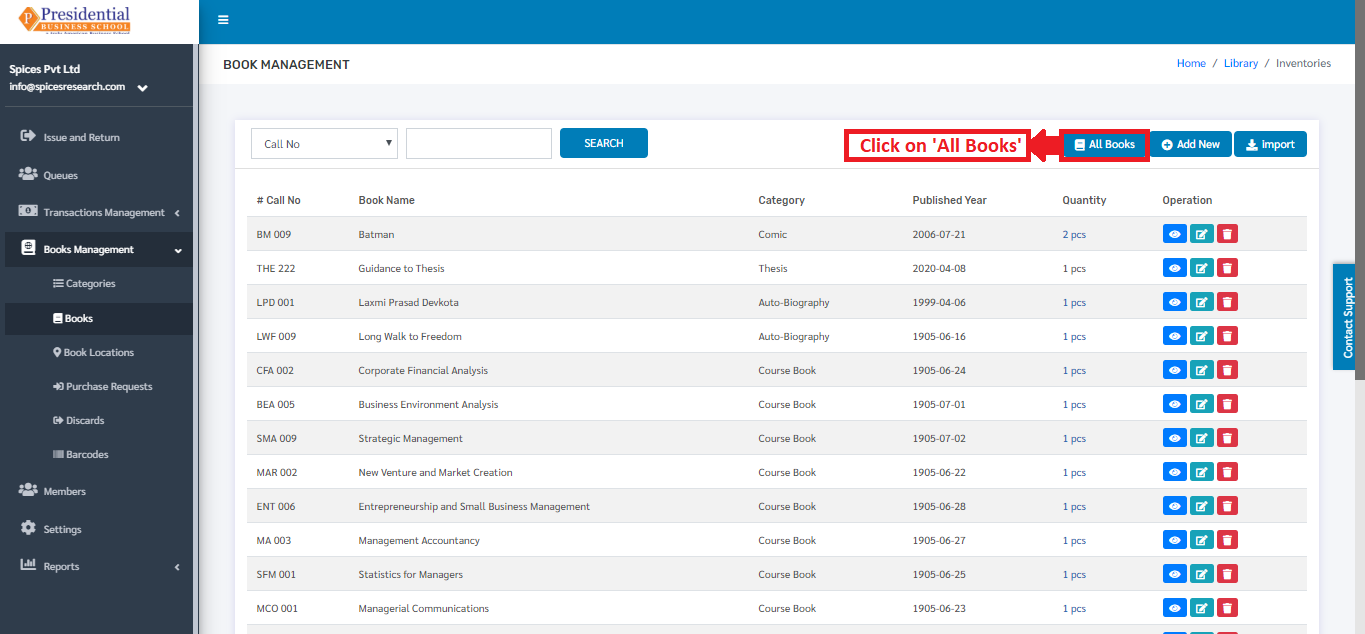 Presidential
BUSINESS SCHOOL
Spices Pvt Ltd
info@spicesresearch.com
Issue and Return
Queues
Transactions Management
Books Management
Categories
Books
Book Locations
Purchase Requests
Discards
Barcodes
Members
Settings
Reports
BOOK MANAGEMENT
Home / Library / Inventories
Call No
SEARCH
Click on 'All Books'
All Books
Add New
Import
# Call No Book Name Category Published Year Quantity Operation
BM 009 Batman Comic 2006-07-21 2 pcs
THE 222 Guidance to Thesis Thesis 2020-04-08 1 pcs
LPD 001 Laxmi Prasad Devkota Auto-Biography 1999-04-06 1 pcs
LWF 009 Long Walk to Freedom Auto-Biography 1905-06-16 1 pcs
CFA 002 Corporate Financial Analysis Course Book 1905-06-24 1 pcs
BEA 005 Business Environment Analysis Course Book 1905-07-01 1 pcs
SMA 009 Strategic Management Course Book 1905-07-02 1 pcs
MAR 002 New Venture and Market Creation Course Book 1905-06-22 1 pcs
ENT 006 Entrepreneurship and Small Business Management Course Book 1905-06-28 1 pcs
MA 003 Management Accountancy Course Book 1905-06-27 1 pcs
SFM 001 Statistics for Managers Course Book 1905-06-25 1 pcs
MCO 001 Managerial Communications Course Book 1905-06-23 1 pcs
Contact Support